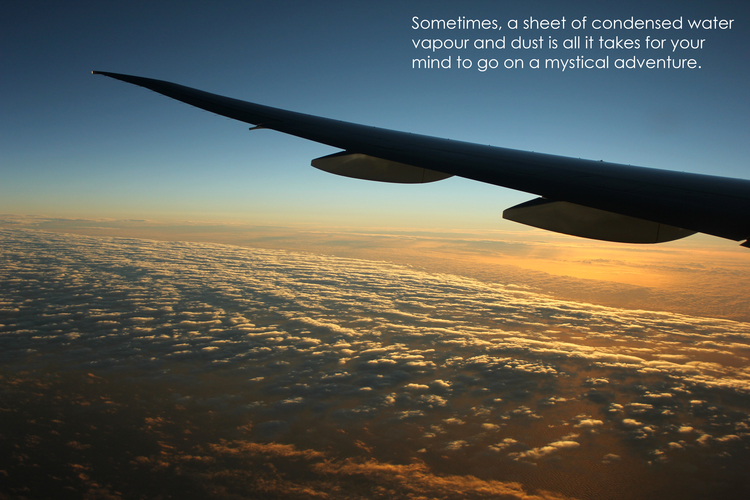 Sometimes, a sheet of condensed water
vapour and dust is all it takes for your
mind to go on a mystical adventure.